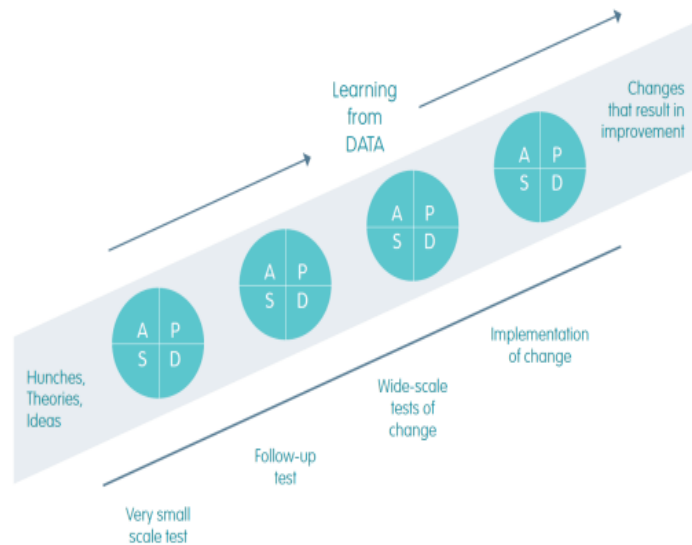 Learning
from
DATA
Changes
that result in
improvement
A P
S D
A P
S D
A P
S D
A P
S D
Hunches,
Theories,
Ideas
Very small
scale test
Follow-up
test
Wide-scale
tests of
change
Implementation
of change